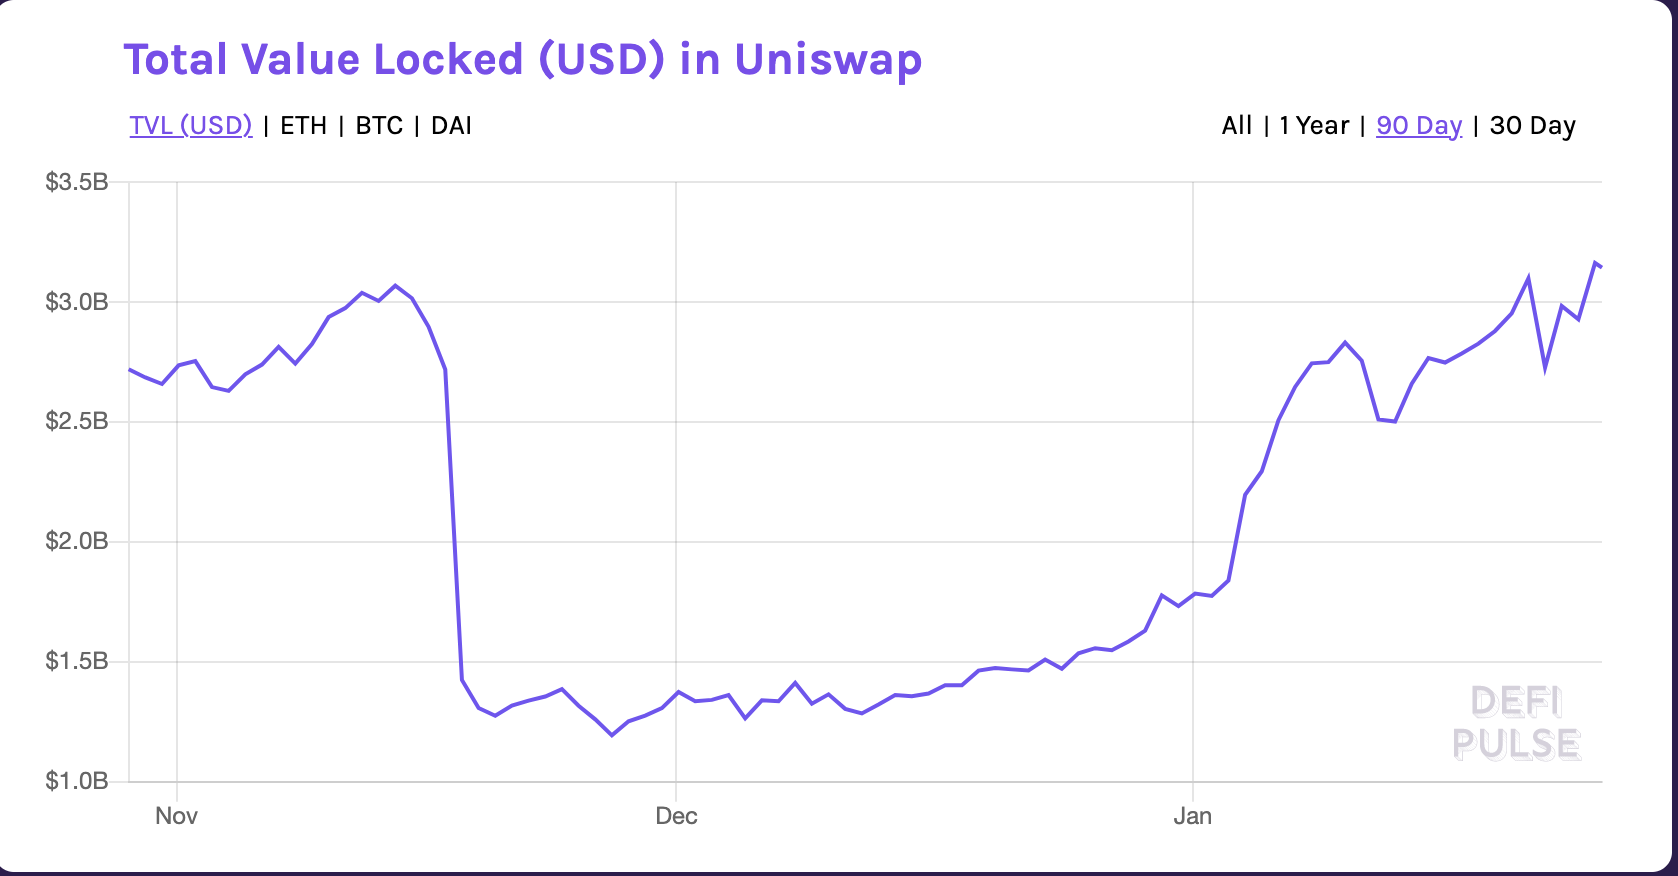 Total Value Locked (USD) in Uniswap
TVL (USD) | ETH | BTC | DAI
All | 1 Year | 90 Day | 30 Day
$3.5B
$3.0B
$2.5B
$2.0B
$1.5B
$1.0B
Nov
Dec
Jan
DEFI
PULSE